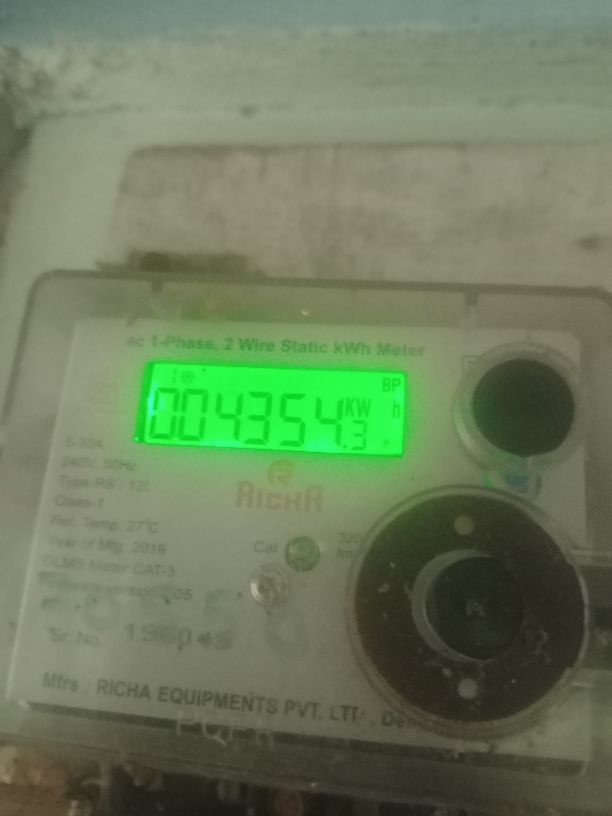 ac 1-Phase, 2 Wire Static kWh Meter
BP
004354.3 KWh
5-30A
240V, 50Hz
Type-RS : 12L
Class-1
Ref. Temp. 27°C
Year of Mfg. 2019
DLMS Meter CAT-3
RICHA
Cal
320
Sr. No.
Mfrs : RICHA EQUIPMENTS PVT. LTD.